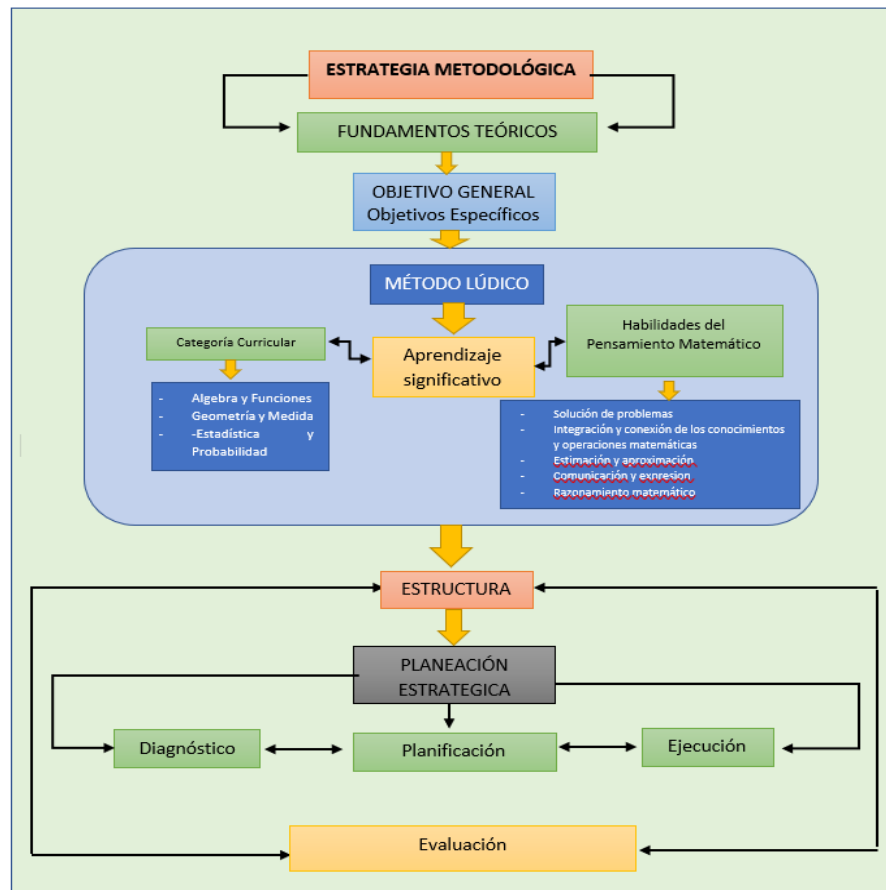 ESTRATEGIA METODOLÓGICA
FUNDAMENTOS TEÓRICOS
OBJETIVO GENERAL
Objetivos Específicos
MÉTODO LÚDICO
Categoría Curricular
Aprendizaje
significativo
Habilidades del
Pensamiento Matemático
- Algebra y Funciones
- Geometría y Medida
- -Estadística y
Probabilidad
- Solución de problemas
- Integración y conexión de los conocimientos
y operaciones matemáticas
- Estimación y aproximación
- Comunicación y expresion
- Razonamiento matemático
ESTRUCTURA
PLANEACIÓN
ESTRATEGICA
Diagnóstico
Planificación
Ejecución
Evaluación